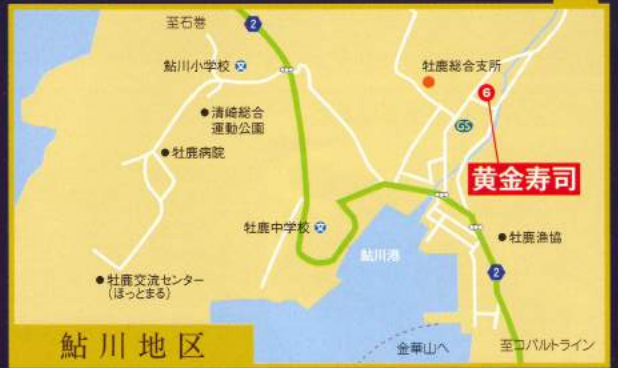 至石巻
2
鮎川小学校
文
牡鹿総合支所
6
清崎総合
運動公園
GS
牡鹿病院
黄金寿司
牡鹿中学校
文
鮎川港
牡鹿漁協
2
牡鹿交流センター
(ほっとまる)
鮎川地区
金華山へ
至コバルトライン